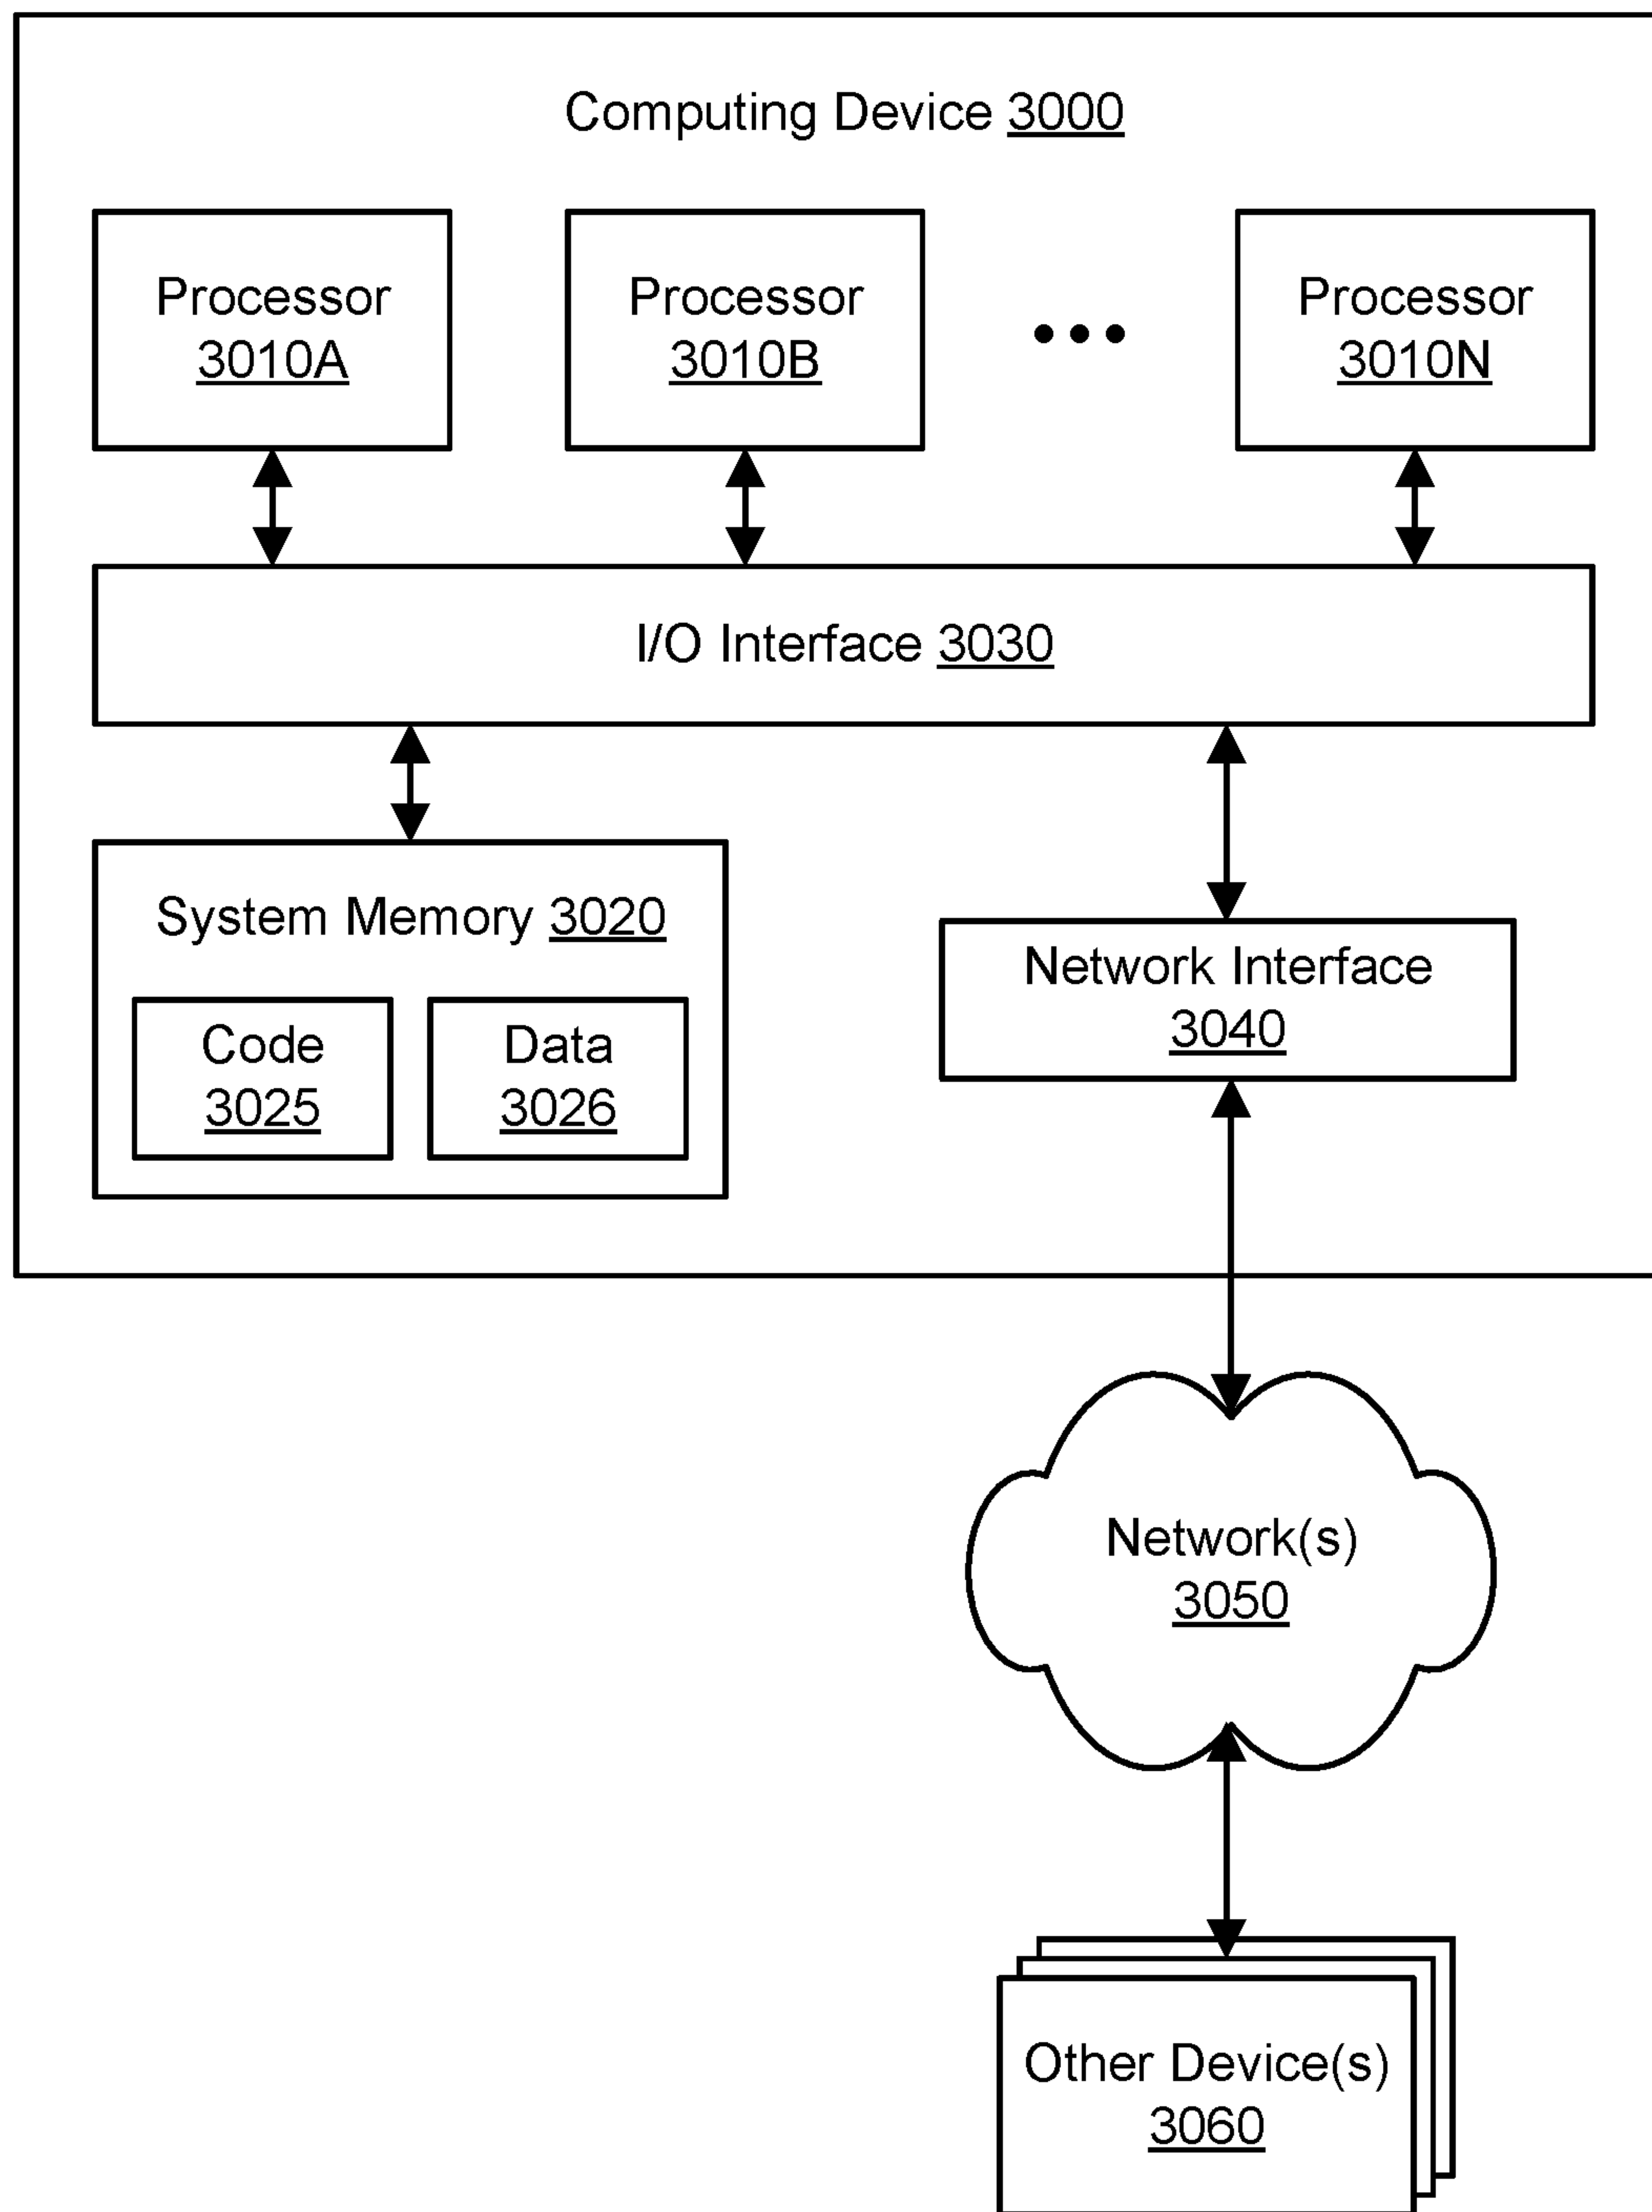 Computing Device 3000
Processor
3010A
Processor
3010B
Processor
3010N
I/O Interface 3030
System Memory 3020
Code
3025
Data
3026
Network Interface
3040
Network(s)
3050
Other Device(s)
3060